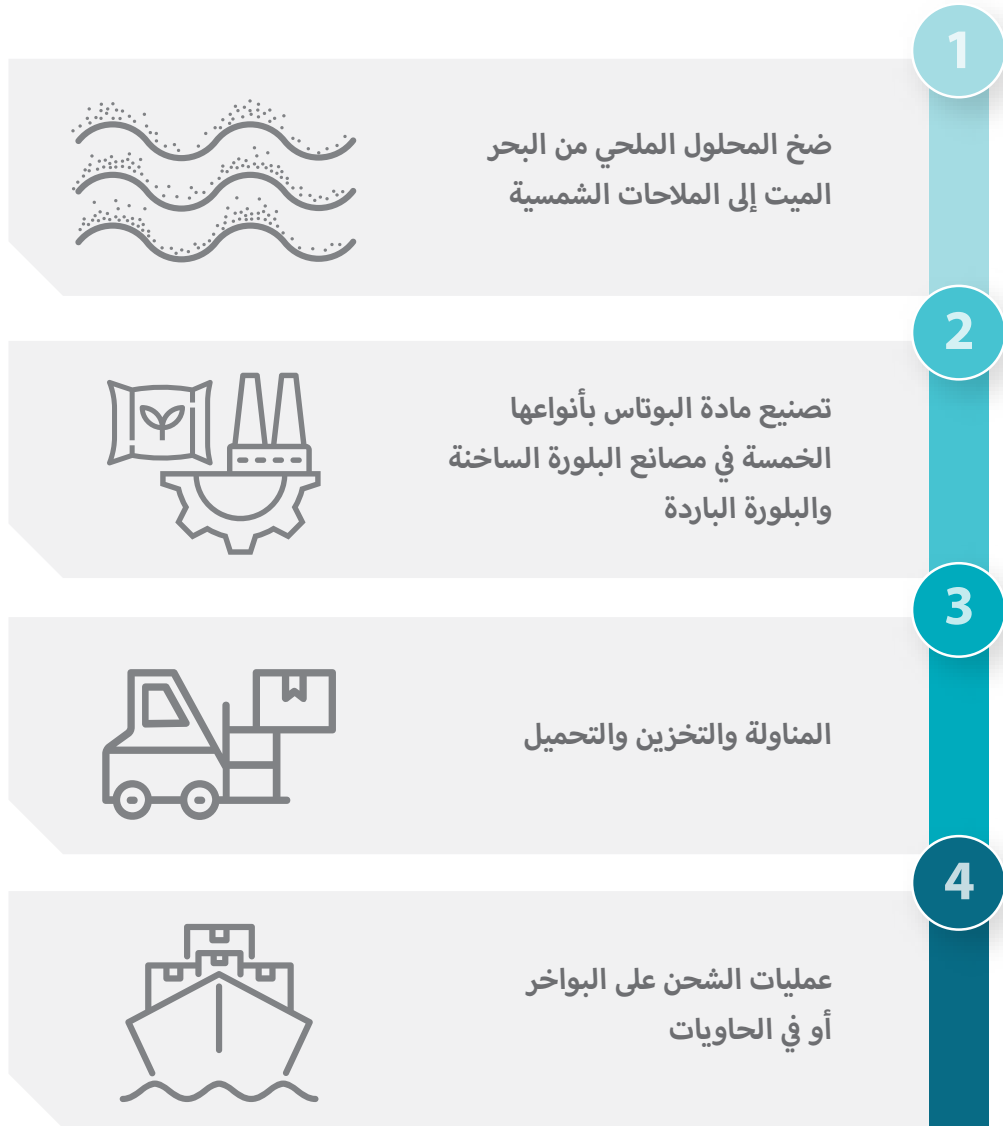 1
ضخ المحلول الملحي من البحر
الميت إلى الملاحات الشمسية
2
تصنيع مادة البوتاس بأنواعها
الخمسة في مصانع البلورة الساخنة
والبلورة الباردة
3
المناولة والتخزين والتحميل
4
عمليات الشحن على البواخر
أو في الحاويات